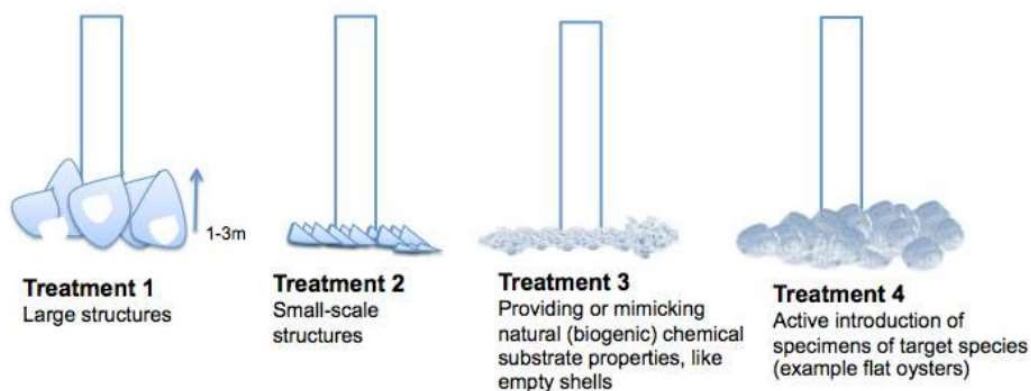 1-3m
Treatment 1
Large structures
Treatment 2
Small-scale
structures
Treatment 3
Providing or mimicking
natural (biogenic) chemical
substrate properties, like
empty shells
Treatment 4
Active introduction of
specimens of target species
(example flat oysters)